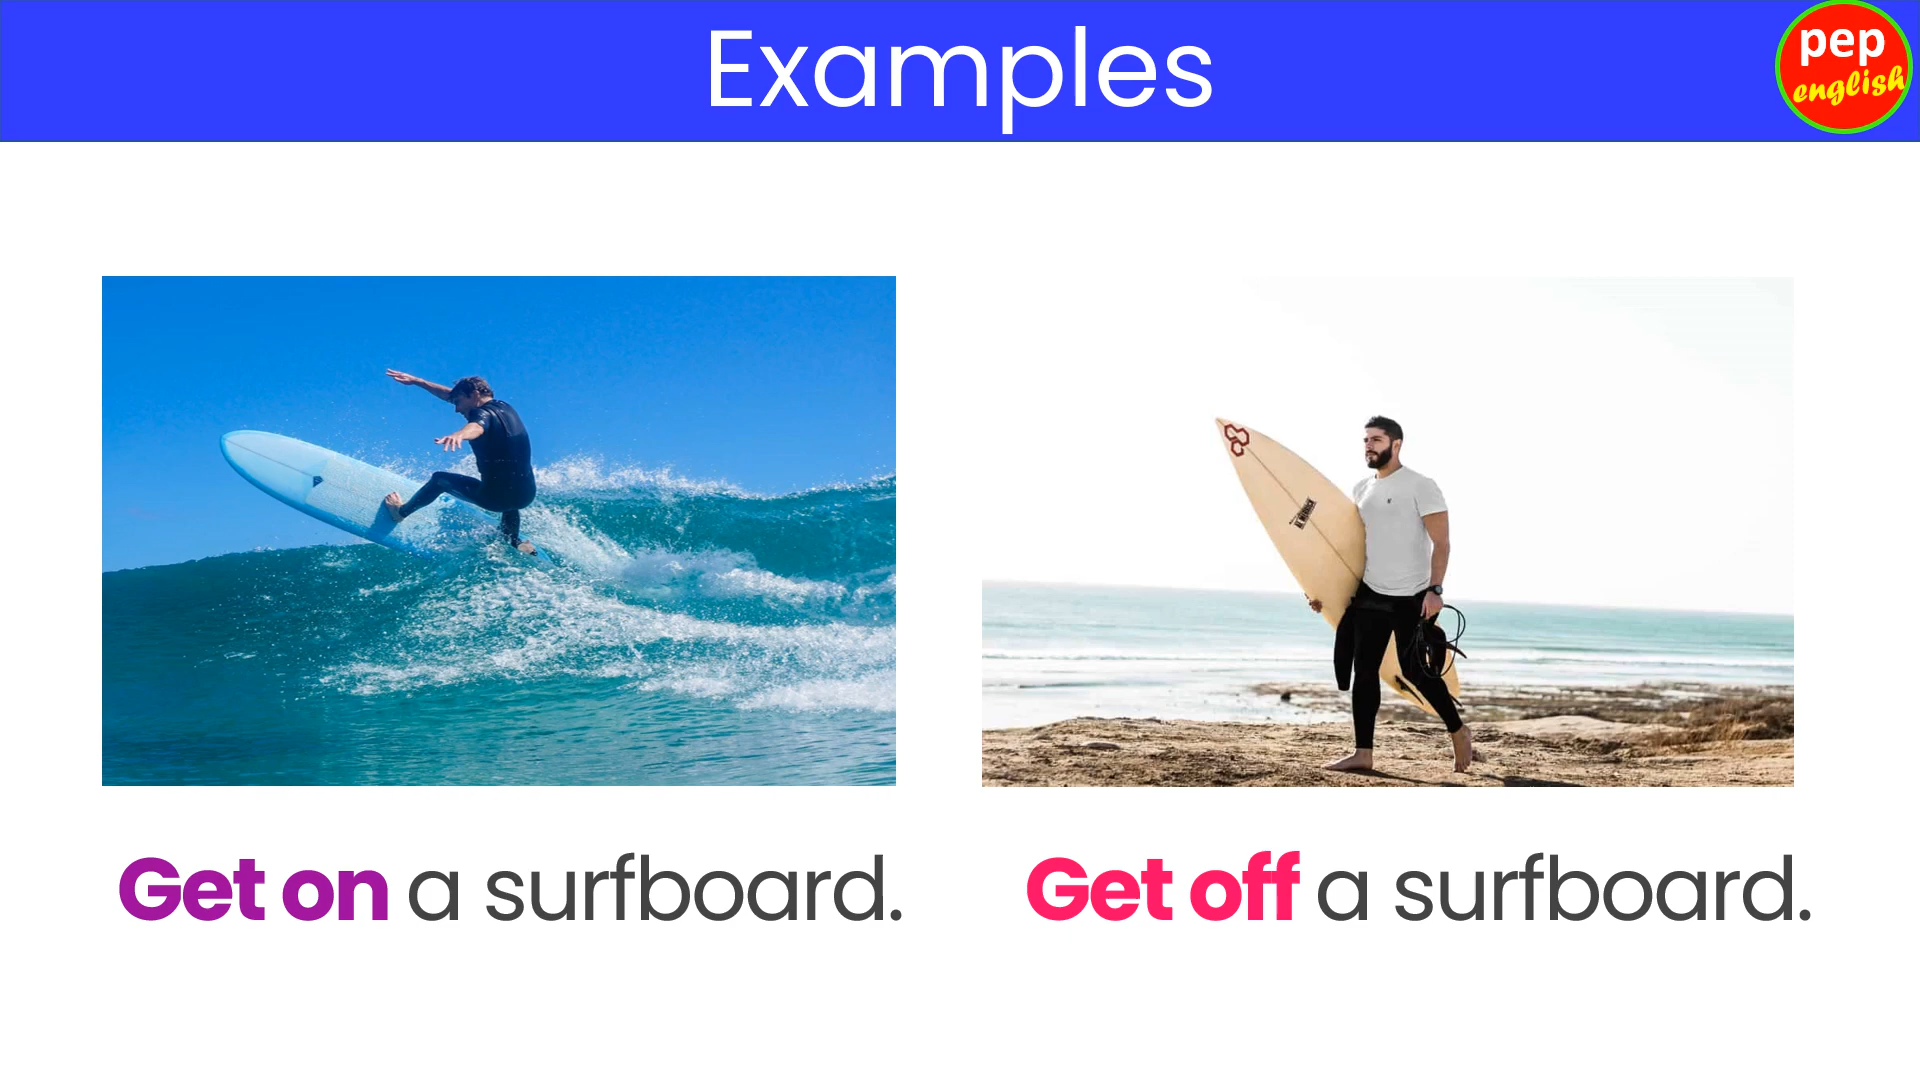 Examples
pep
english
Get on a surfboard.
Get off a surfboard.